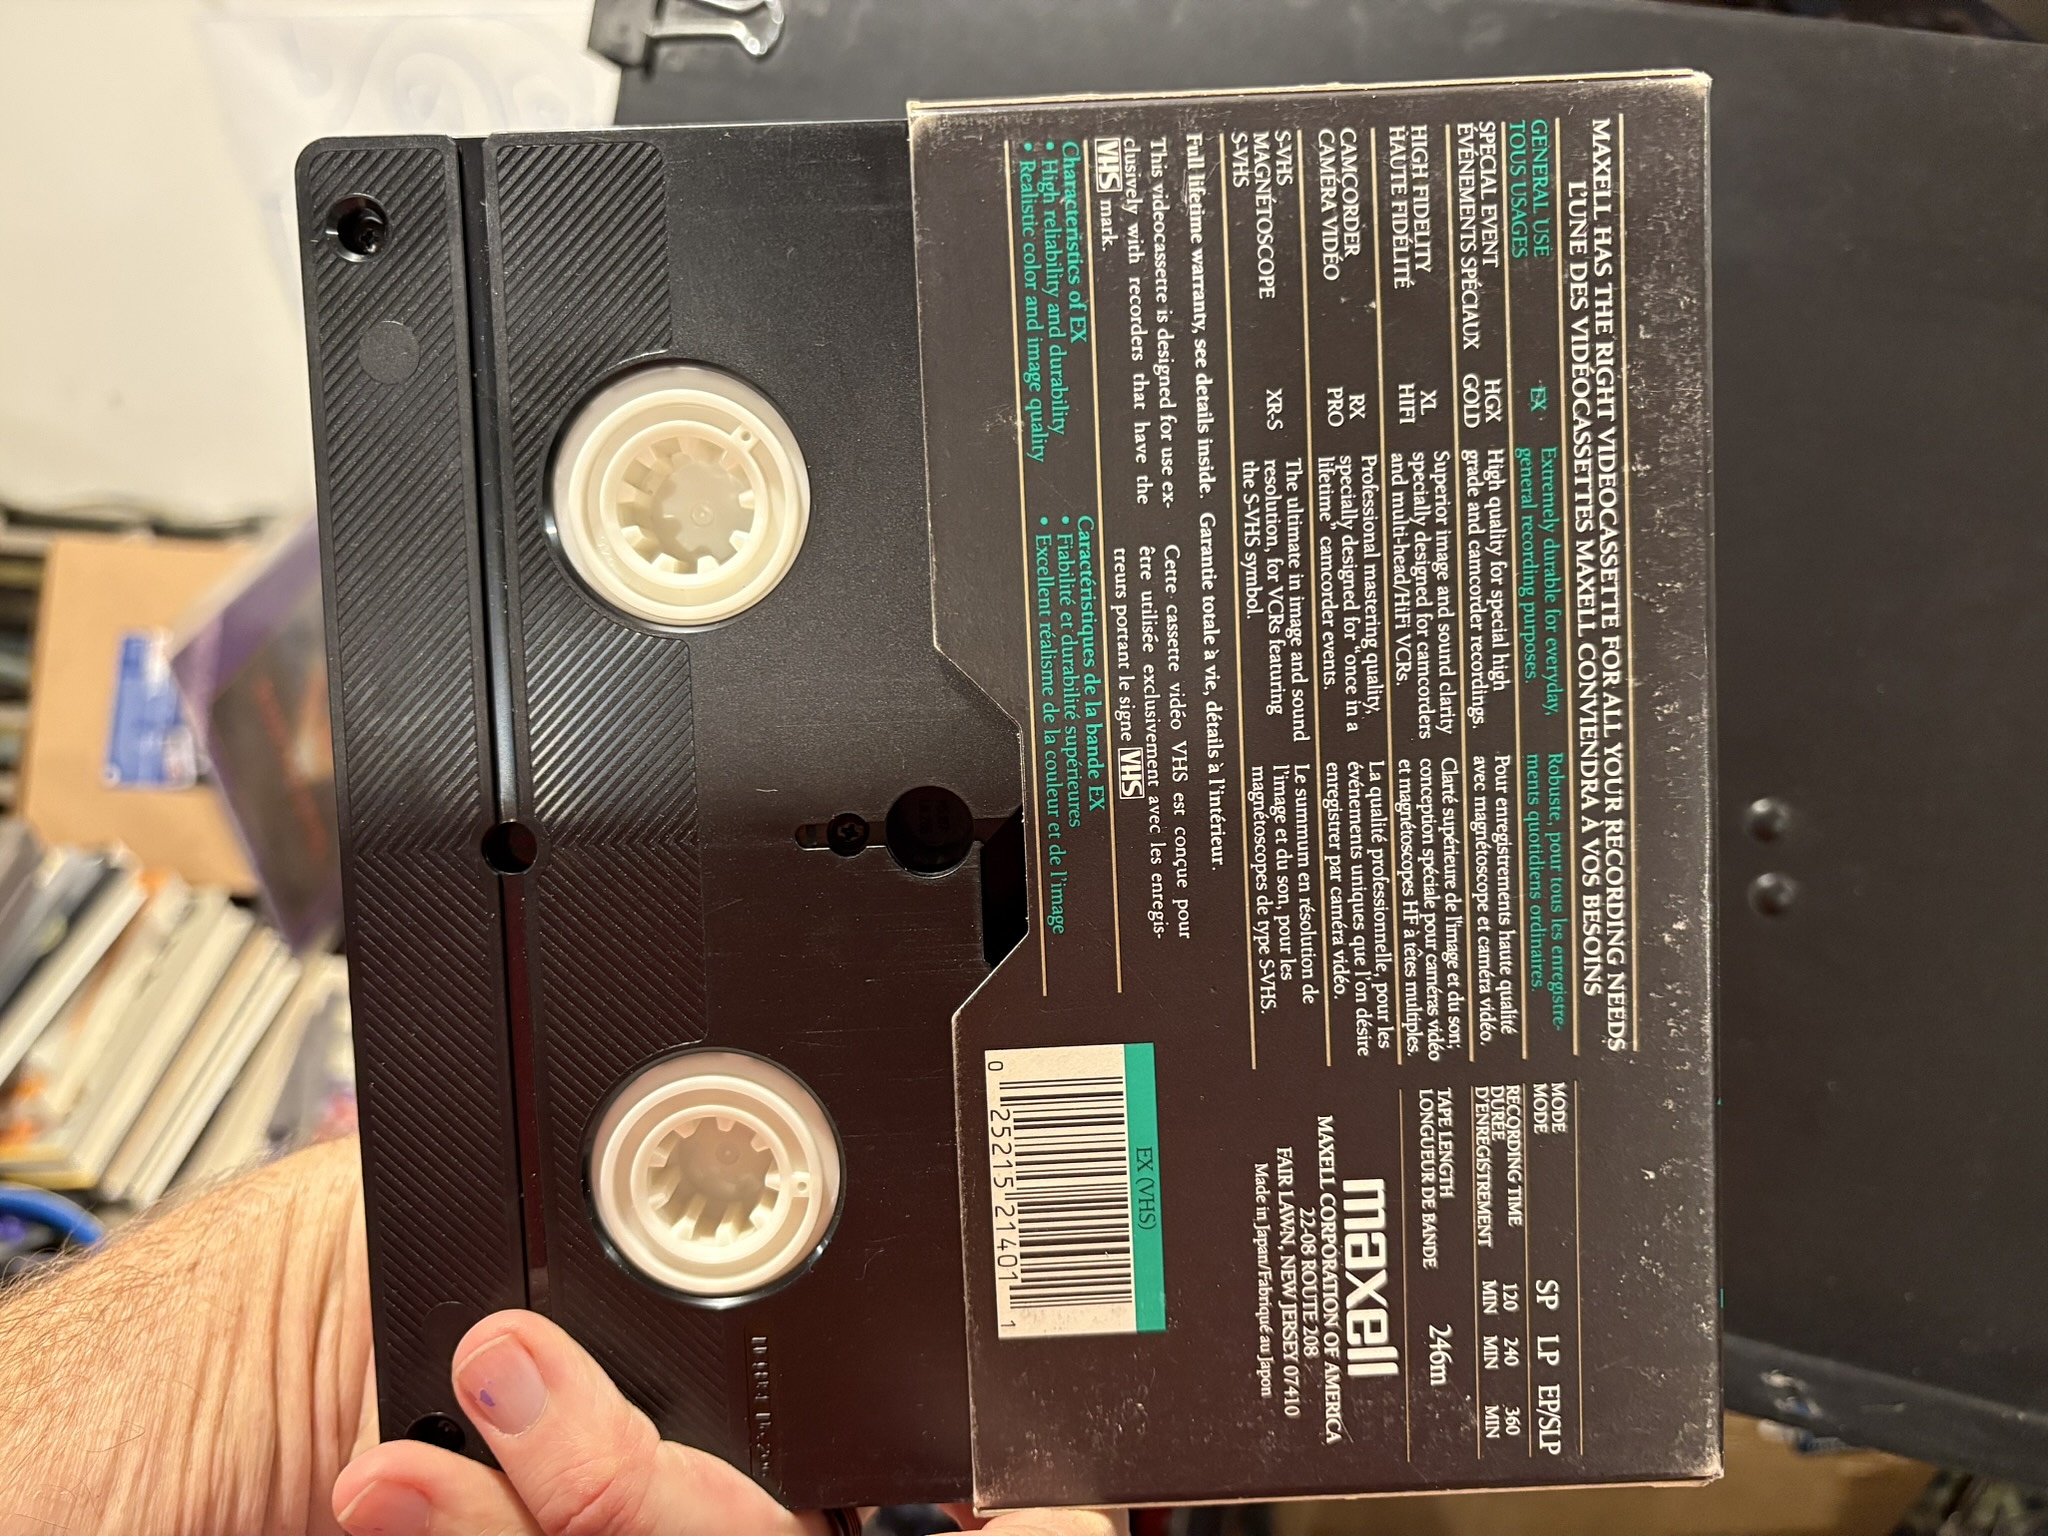 MAXELL HAS THE RIGHT VIDEOCASSETTE FOR ALL YOUR RECORDING NEEDS
L'UNE DES VIDÉOCASSETTES MAXELL CONVIENDRA À VOS BESOINS
GENERAL USE
TOUS USAGES
EX
Extremely durable for everyday,
general recording purposes.
Robuste, pour tous les enregistre-
ments quotidiens ordinaires.
SPECIAL EVENT
ÉVÉNEMENTS SPÉCIAUX
HGX
GOLD
High quality for special high
grade and camcorder recordings.
Pour enregistrements haute qualité
avec magnétoscope et caméra vidéo.
HIGH FIDELITY
HAUTE FIDÉLITÉ
XL
HIFI
Superior image and sound clarity
specially designed for camcorders
and multi-head/HiFi VCRs.
Clarté supérieure de l'image et du son;
conception spéciale pour caméras vidéo
et magnétoscopes HF à têtes multiples.
CAMCORDER
CAMÉRA VIDÉO
RX
PRO
Professional mastering quality,
specially designed for "once in a
lifetime" camcorder events.
La qualité professionnelle, pour les
événements uniques que l'on désire
enregistrer par caméra vidéo.
S-VHS
MAGNÉTOSCOPE
S-VHS
XR-S
The ultimate in image and sound
resolution, for VCRs featuring
the S-VHS symbol.
Le summum en résolution de
l'image et du son, pour les
magnétoscopes de type S-VHS.
Full lifetime warranty, see details inside. Garantie totale à vie, détails à l'intérieur.
This videocassette is designed for use ex-
clusively with recorders that have the
VHS mark.
Cette cassette vidéo VHS est conçue pour
être utilisée exclusivement avec les enregis-
treurs portant le signe VHS
Characteristics of EX
• High reliability and durability
• Realistic color and image quality
Caractéristiques de la bande EX
• Fiabilité et durabilité supérieures
• Excellent réalisme de la couleur et de l'image
MODE
MODE
SP LP EP/SLP
RECORDING TIME
DURÉE
D'ENREGISTREMENT
120 240 360
MIN MIN MIN
TAPE LENGTH
LONGUEUR DE BANDE
246m
maxell
MAXELL CORPORATION OF AMERICA
22-08 ROUTE 208
FAIR LAWN, NEW JERSEY 07410
Made in Japan/Fabriqué au Japon
EX (VHS)
0 25215 21401 1